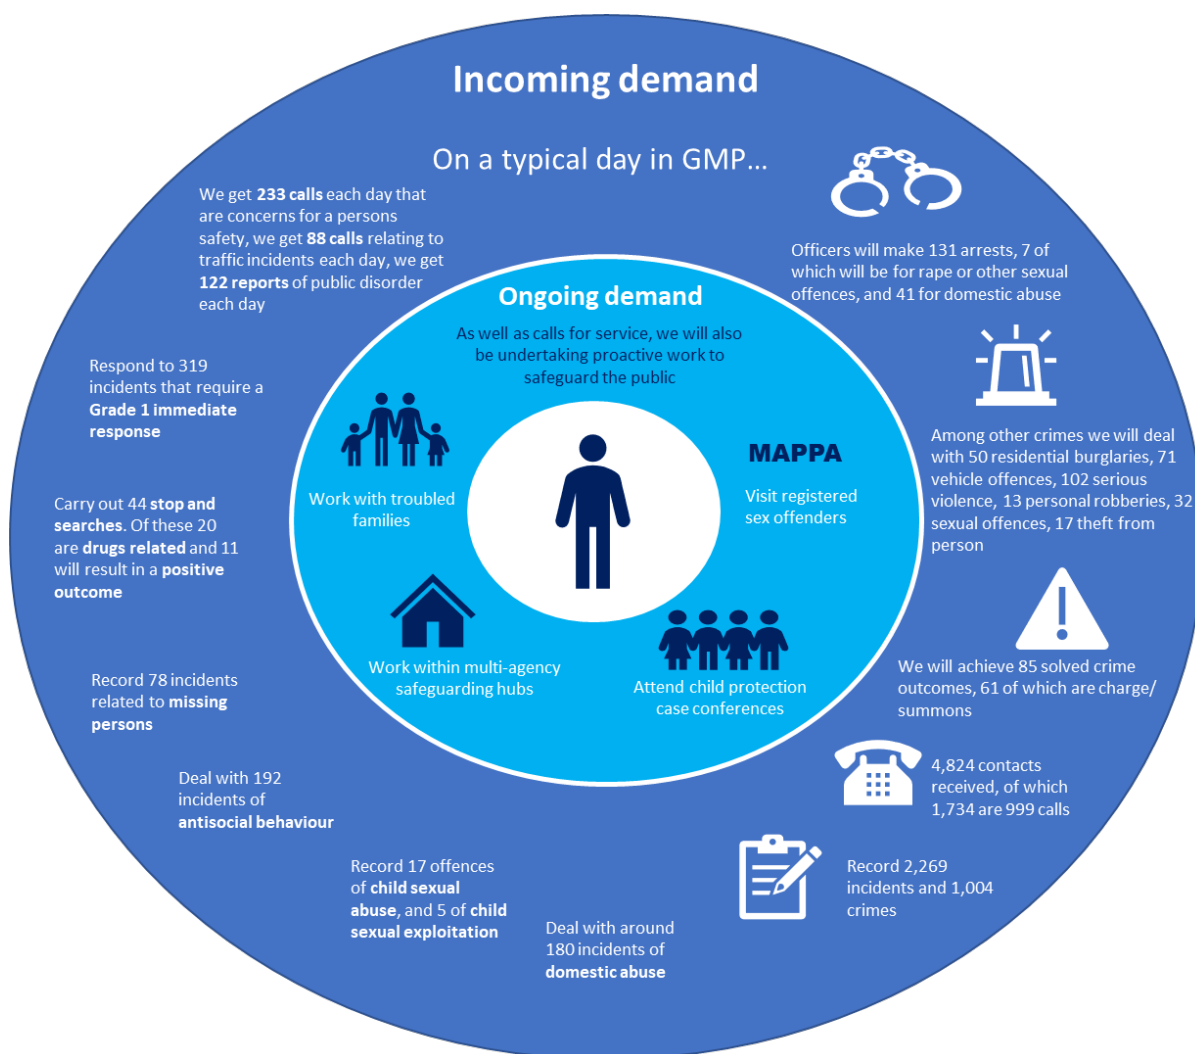 Incoming demand
On a typical day in GMP...
We get 233 calls each day that
are concerns for a persons
safety, we get 88 calls relating to
traffic incidents each day, we get
122 reports of public disorder
each day
Officers will make 131 arrests, 7 of
which will be for rape or other sexual
offences, and 41 for domestic abuse
Ongoing demand
As well as calls for service, we will also
be undertaking proactive work to
safeguard the public
Respond to 319
incidents that require a
Grade 1 immediate
response
Among other crimes we will deal
with 50 residential burglaries, 71
vehicle offences, 102 serious
violence, 13 personal robberies, 32
sexual offences, 17 theft from
person
MAPPA
Visit registered
sex offenders
Work with troubled
families
Carry out 44 stop and
searches. Of these 20
are drugs related and 11
will result in a positive
outcome
Work within multi-agency
safeguarding hubs
Attend child protection
case conferences
We will achieve 85 solved crime
outcomes, 61 of which are charge/
summons
Record 78 incidents
related to missing
persons
4,824 contacts
received, of which
1,734 are 999 calls
Deal with 192
incidents of
antisocial behaviour
Record 17 offences
of child sexual
abuse, and 5 of child
sexual exploitation
Record 2,269
incidents and 1,004
crimes
Deal with around
180 incidents of
domestic abuse